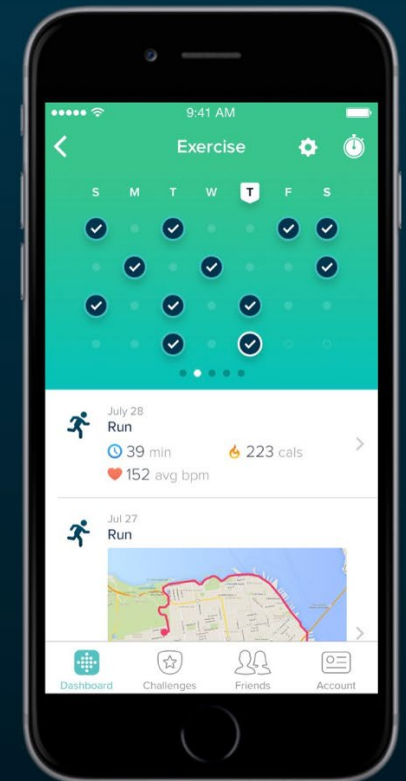 9:41 AM
Exercise
S M T W T F S
July 28
Run
39 min 223 cals
152 avg bpm
Jul 27
Run
Dashboard Challenges Friends Account